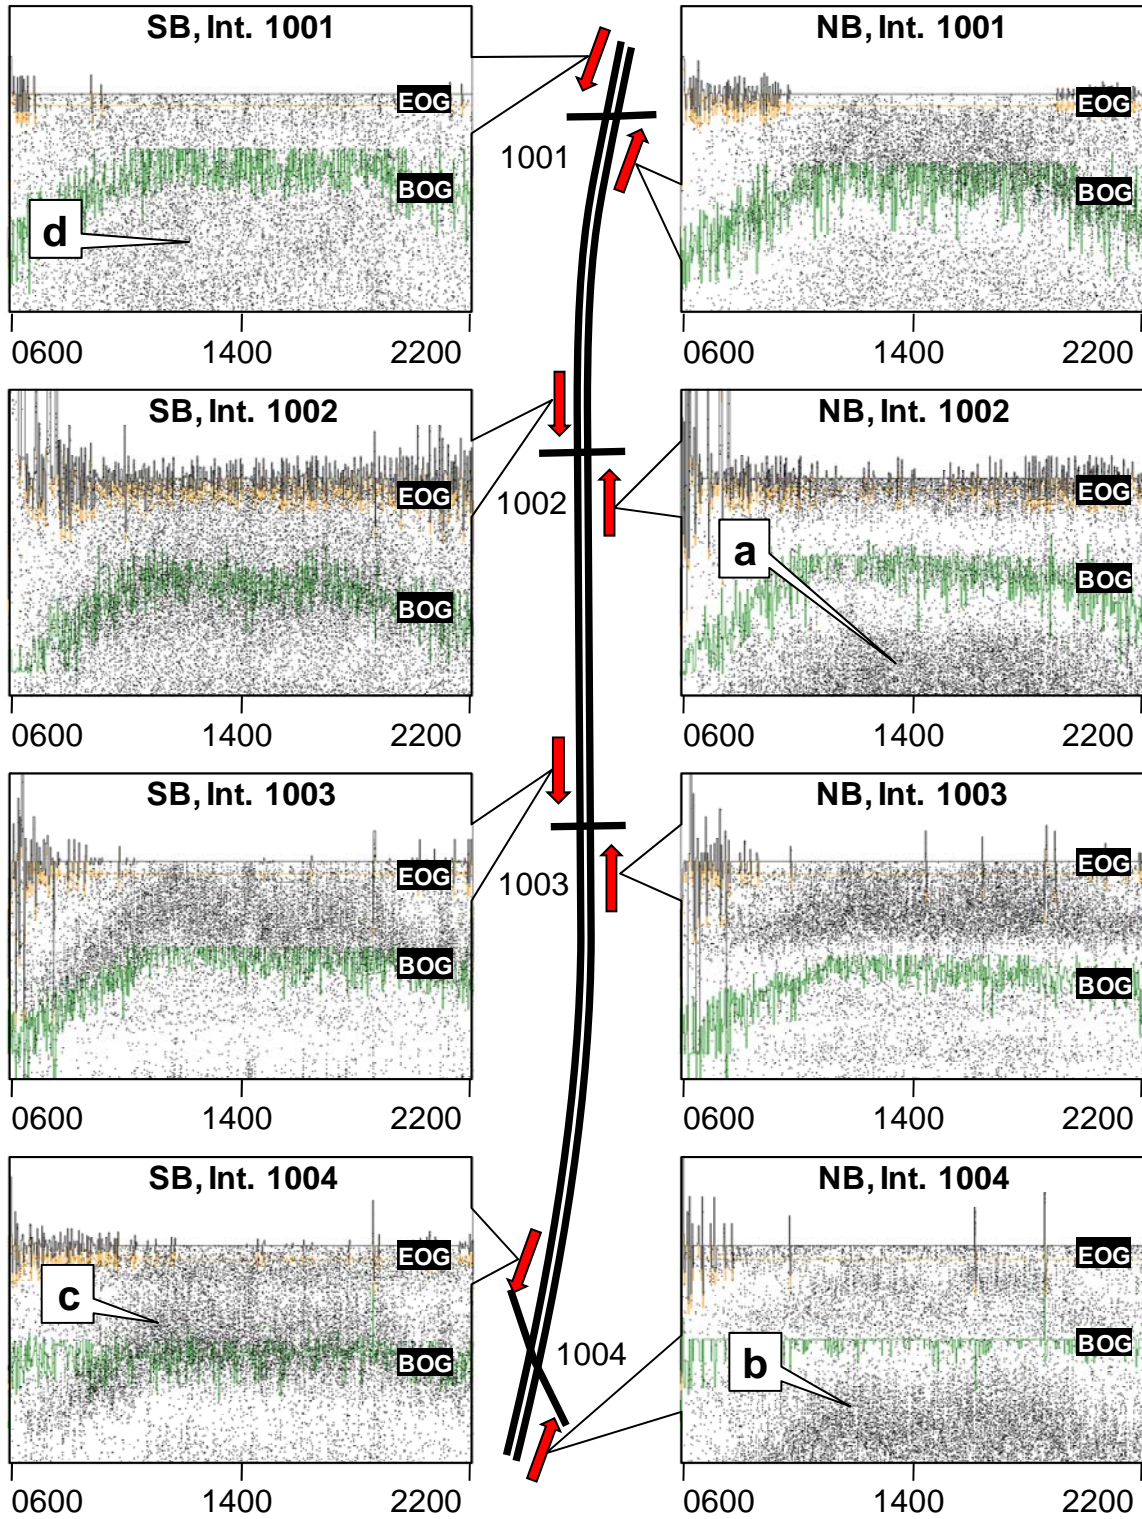 SB, Int. 1001
EOG
BOG
d
0600 1400 2200
NB, Int. 1001
EOG
BOG
0600 1400 2200
1001
SB, Int. 1002
EOG
BOG
0600 1400 2200
NB, Int. 1002
EOG
a
BOG
0600 1400 2200
1002
SB, Int. 1003
EOG
BOG
0600 1400 2200
NB, Int. 1003
EOG
BOG
0600 1400 2200
1003
SB, Int. 1004
EOG
c
BOG
0600 1400 2200
NB, Int. 1004
EOG
BOG
b
0600 1400 2200
1004